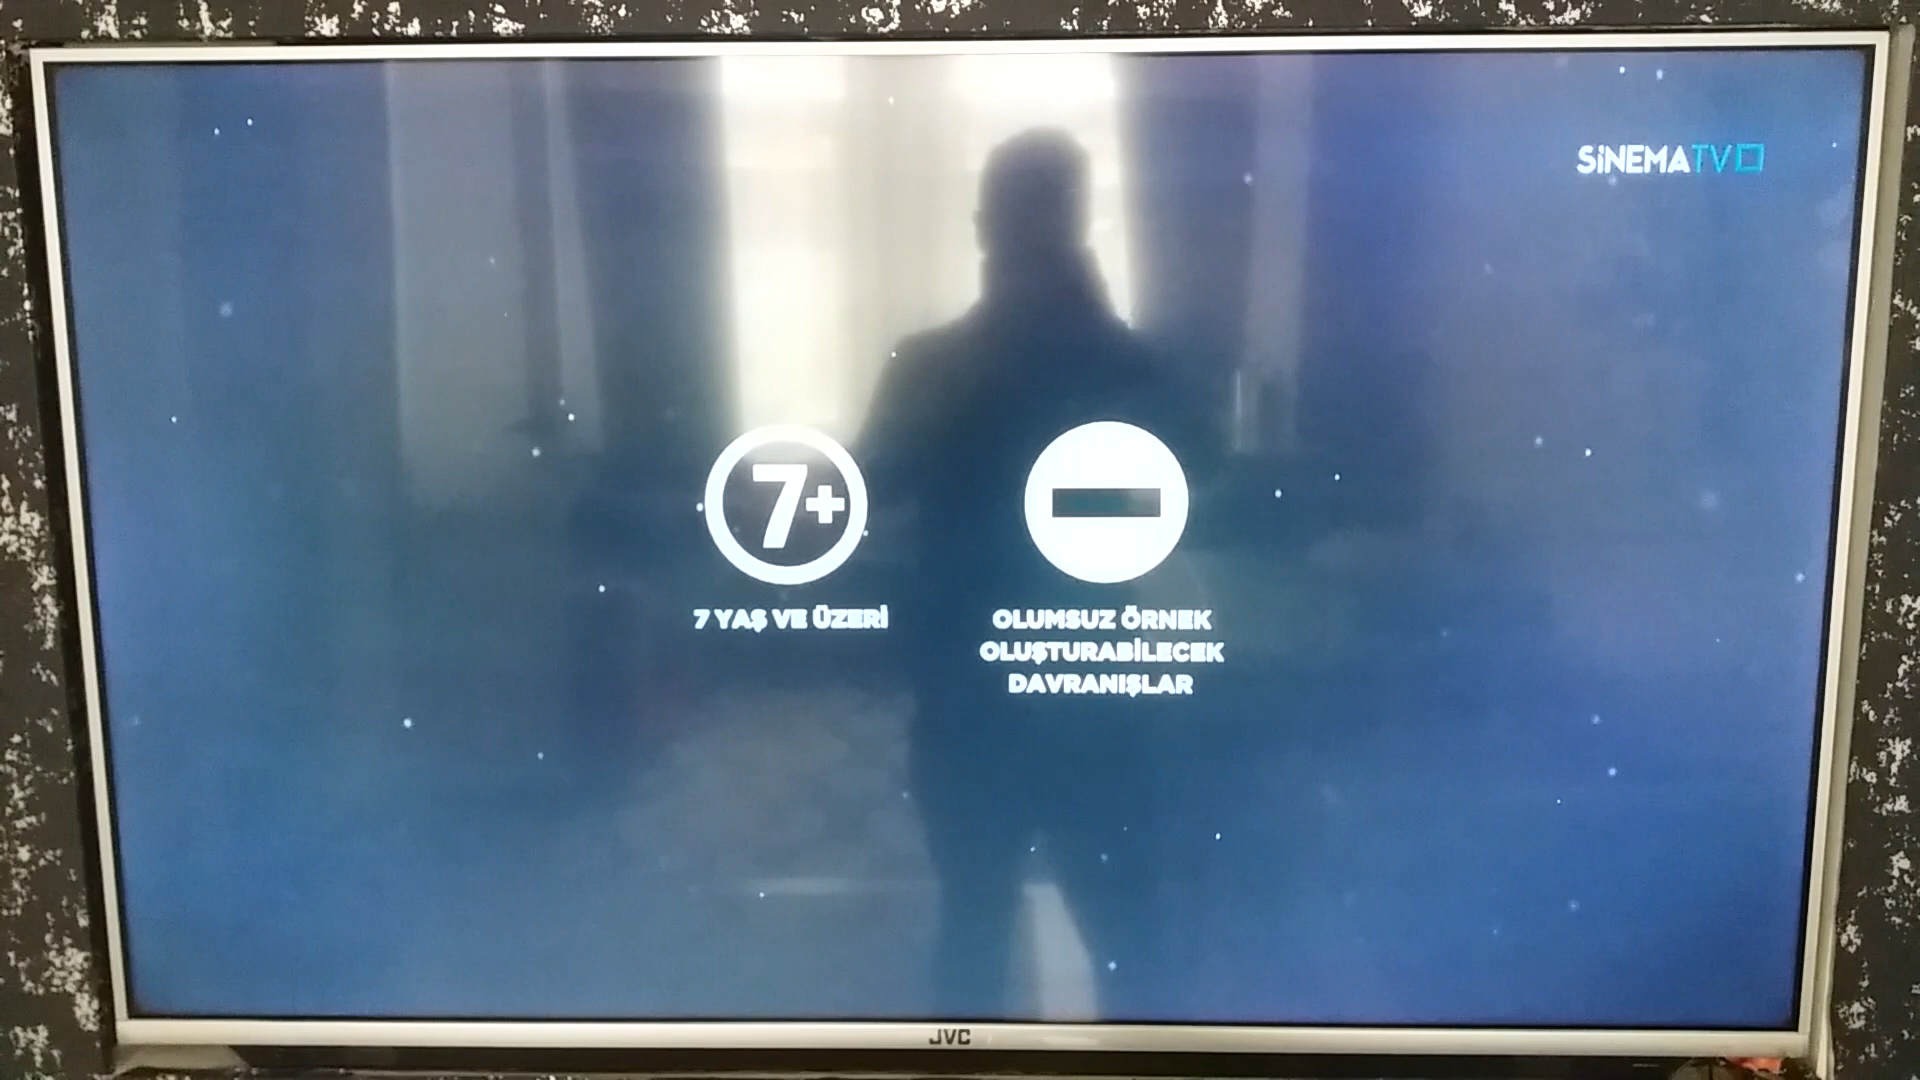 SİNEMATV
7+
7 YAŞ VE ÜZERİ
OLUMSUZ ÖRNEK
OLUŞTURABİLECEK
DAVRANIŞLAR
JVC